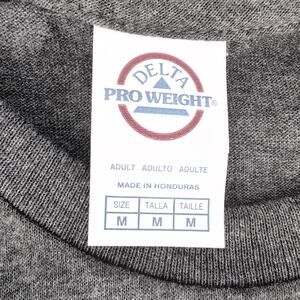 DELTA
PRO WEIGHT®
ADULT ADULTO ADULTE
MADE IN HONDURAS
SIZE TALLA TAILLE
M M M